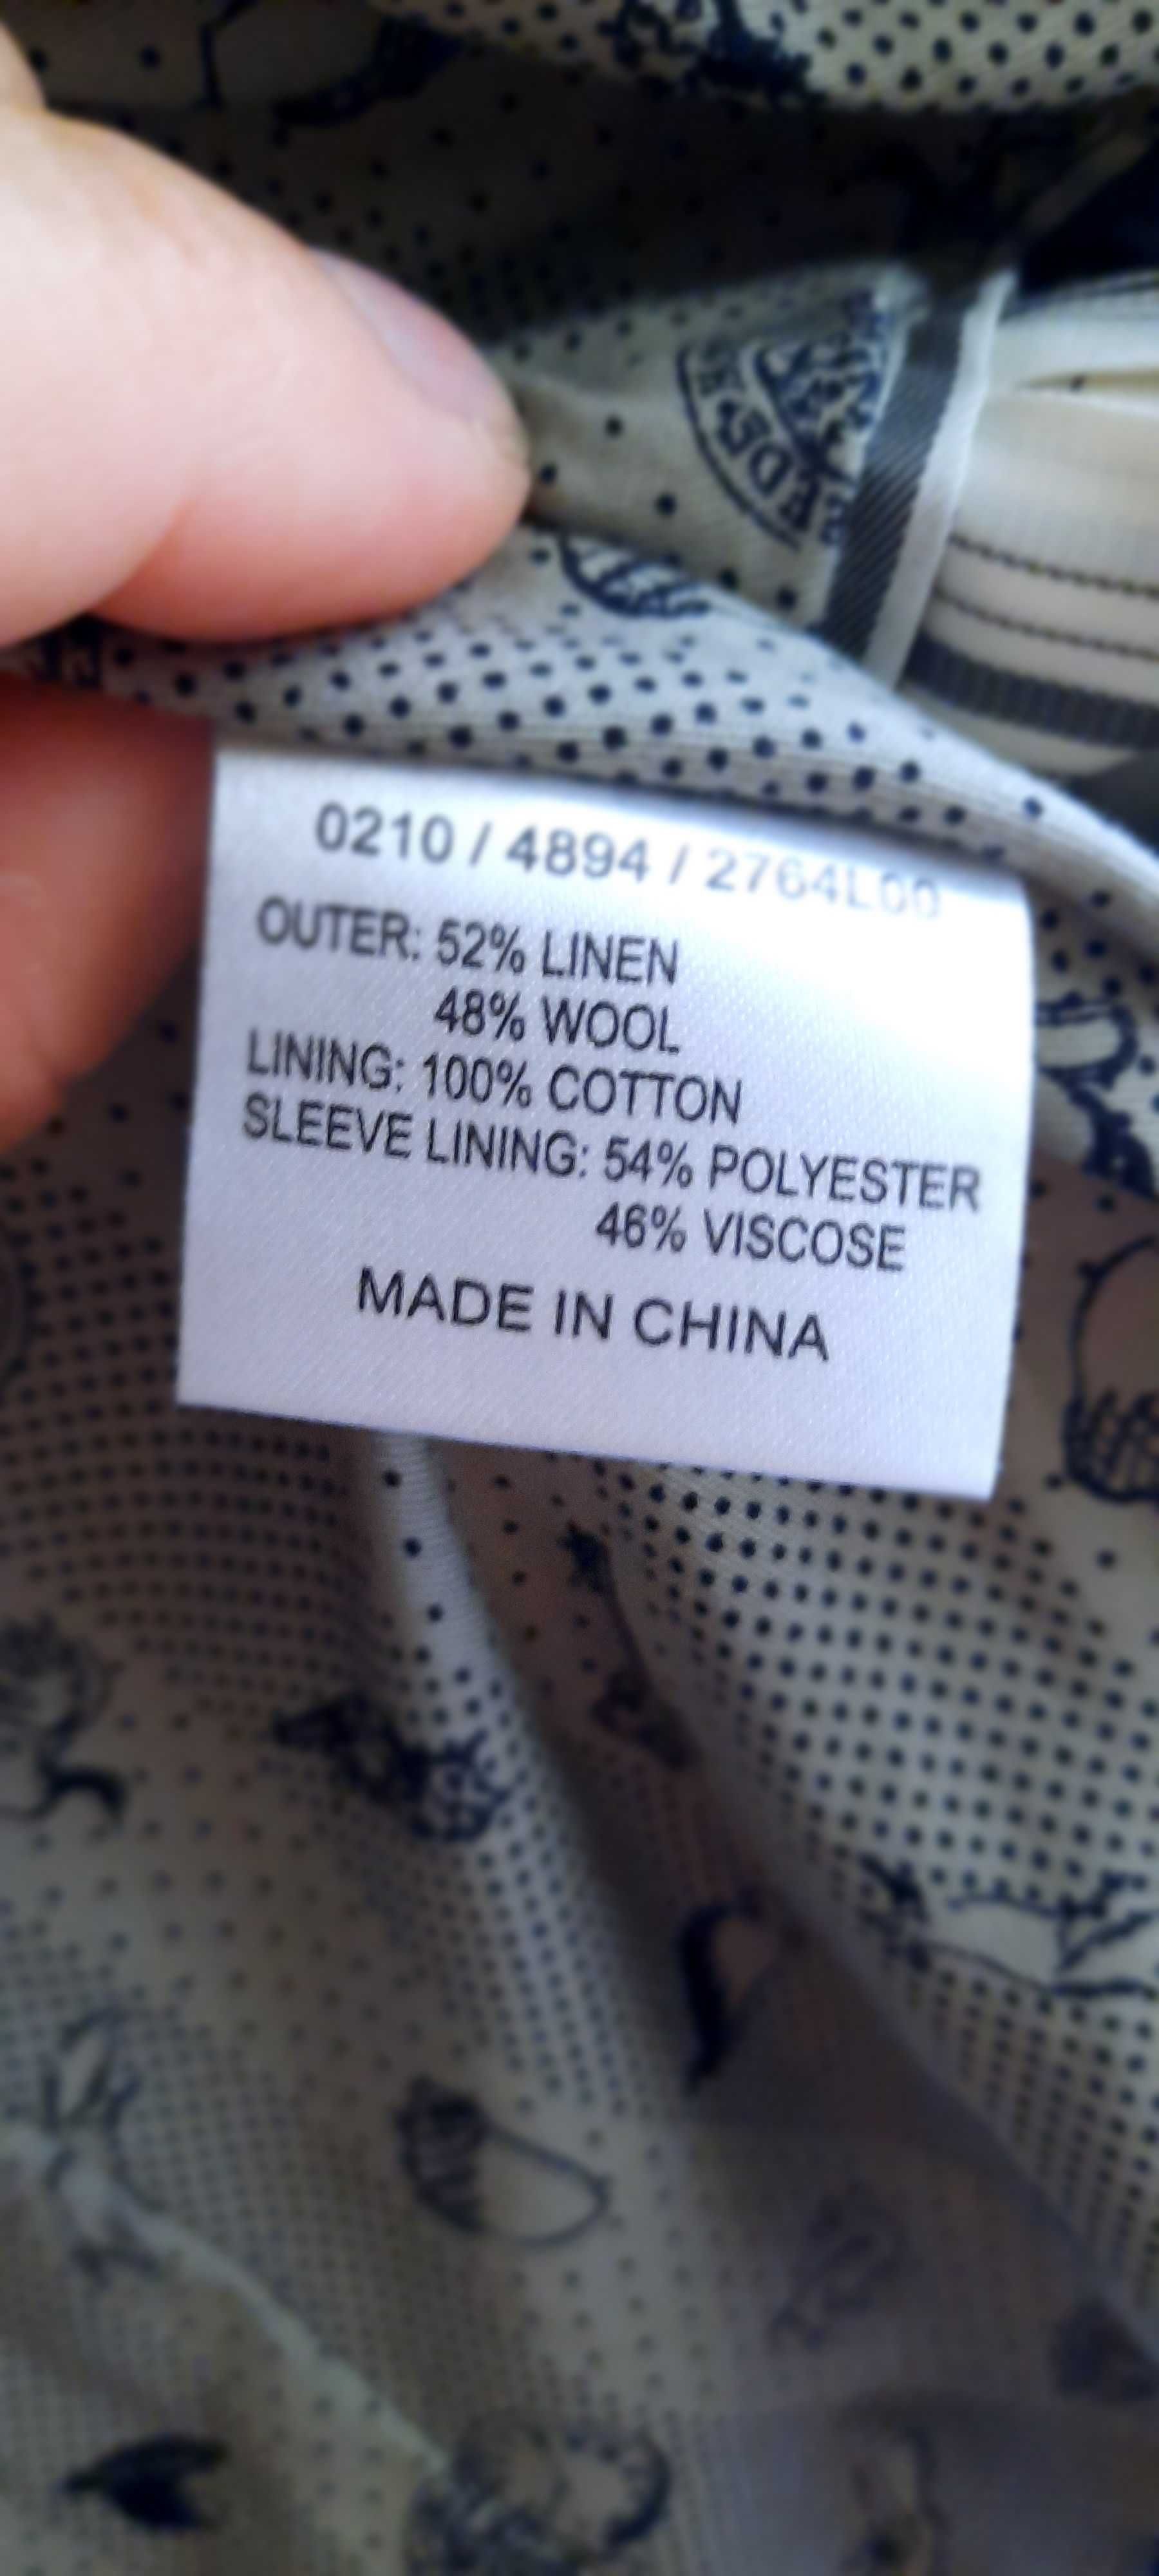 0210 / 4894 / 2764L00
OUTER: 52% LINEN
48% WOOL
LINING: 100% COTTON
SLEEVE LINING: 54% POLYESTER
46% VISCOSE
MADE IN CHINA